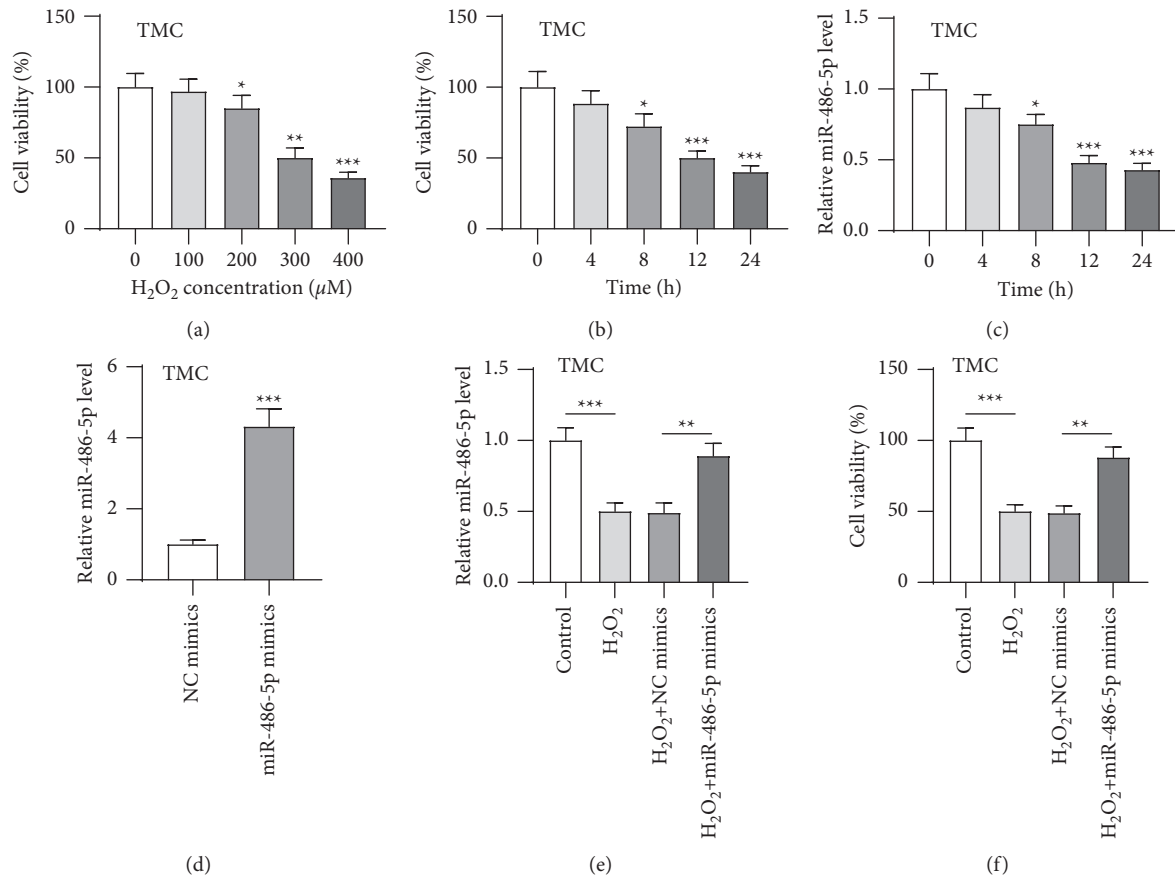 150
100
50
0
Cell viability (%)
TMC
*
**
***
0 100 200 300 400
H₂O₂ concentration (μM)
(a)
150
100
50
0
Cell viability (%)
TMC
*
***
***
0 4 8 12 24
Time (h)
(b)
1.5
1.0
0.5
0.0
Relative miR-486-5p level
TMC
*
***
***
0 4 8 12 24
Time (h)
(c)
6
4
2
0
Relative miR-486-5p level
TMC
***
NC mimics
miR-486-5p mimics
(d)
1.5
1.0
0.5
0.0
Relative miR-486-5p level
TMC
***
**
Control
H₂O₂
H₂O₂+NC mimics
H₂O₂+miR-486-5p mimics
(e)
150
100
50
0
Cell viability (%)
TMC
***
**
Control
H₂O₂
H₂O₂+NC mimics
H₂O₂+miR-486-5p mimics
(f)